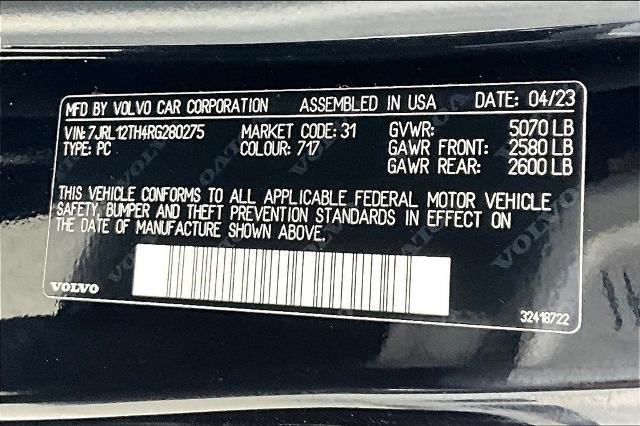 MFD BY VOLVO CAR CORPORATION ASSEMBLED IN USA DATE: 04/23
VIN: 7JRL12TH4RG280275 MARKET CODE: 31 GVWR: 5070 LB
TYPE: PC COLOUR: 717 GAWR FRONT: 2580 LB
GAWR REAR: 2600 LB
THIS VEHICLE CONFORMS TO ALL APPLICABLE FEDERAL MOTOR VEHICLE
SAFETY, BUMPER AND THEFT PREVENTION STANDARDS IN EFFECT ON
THE DATE OF MANUFACTURE SHOWN ABOVE.
VOLVO
32418722